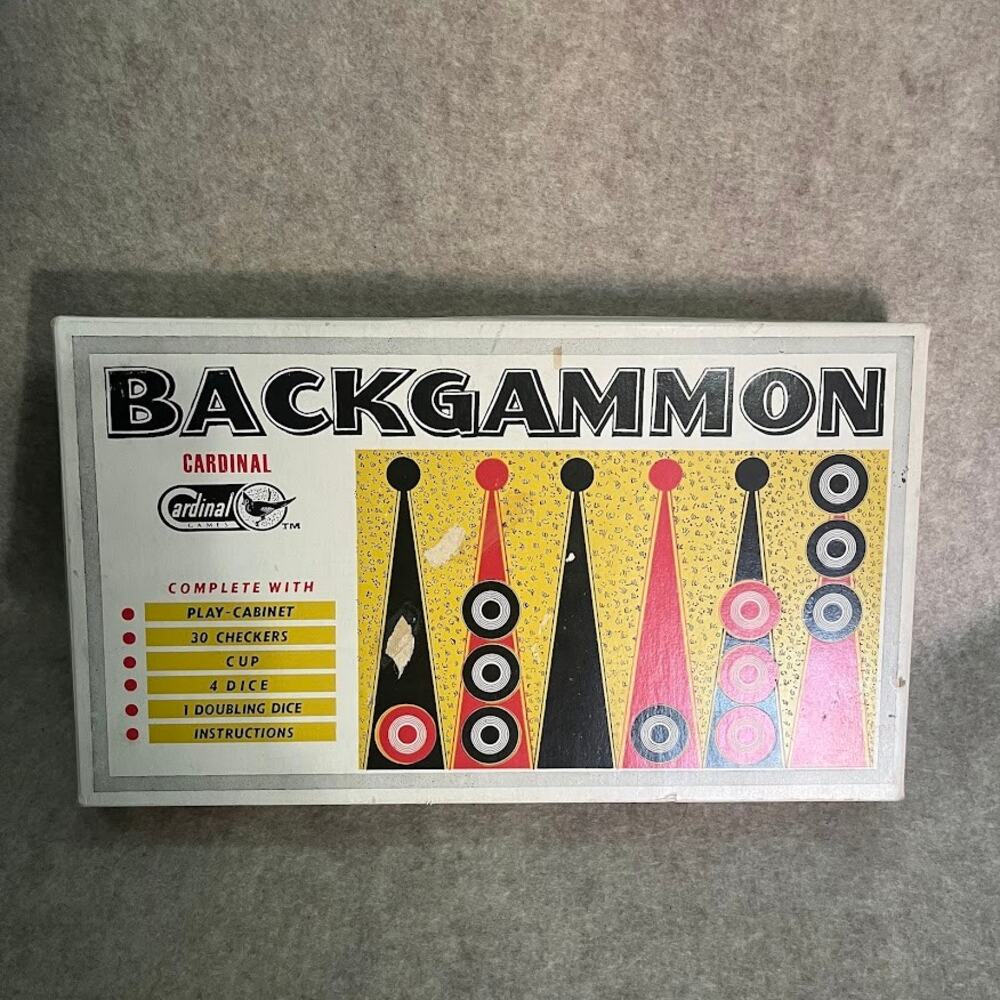 BACKGAMMON
CARDINAL
Cardinal
GAMES
TM
COMPLETE WITH
PLAY-CABINET
30 CHECKERS
CUP
4 DICE
1 DOUBLING DICE
INSTRUCTIONS